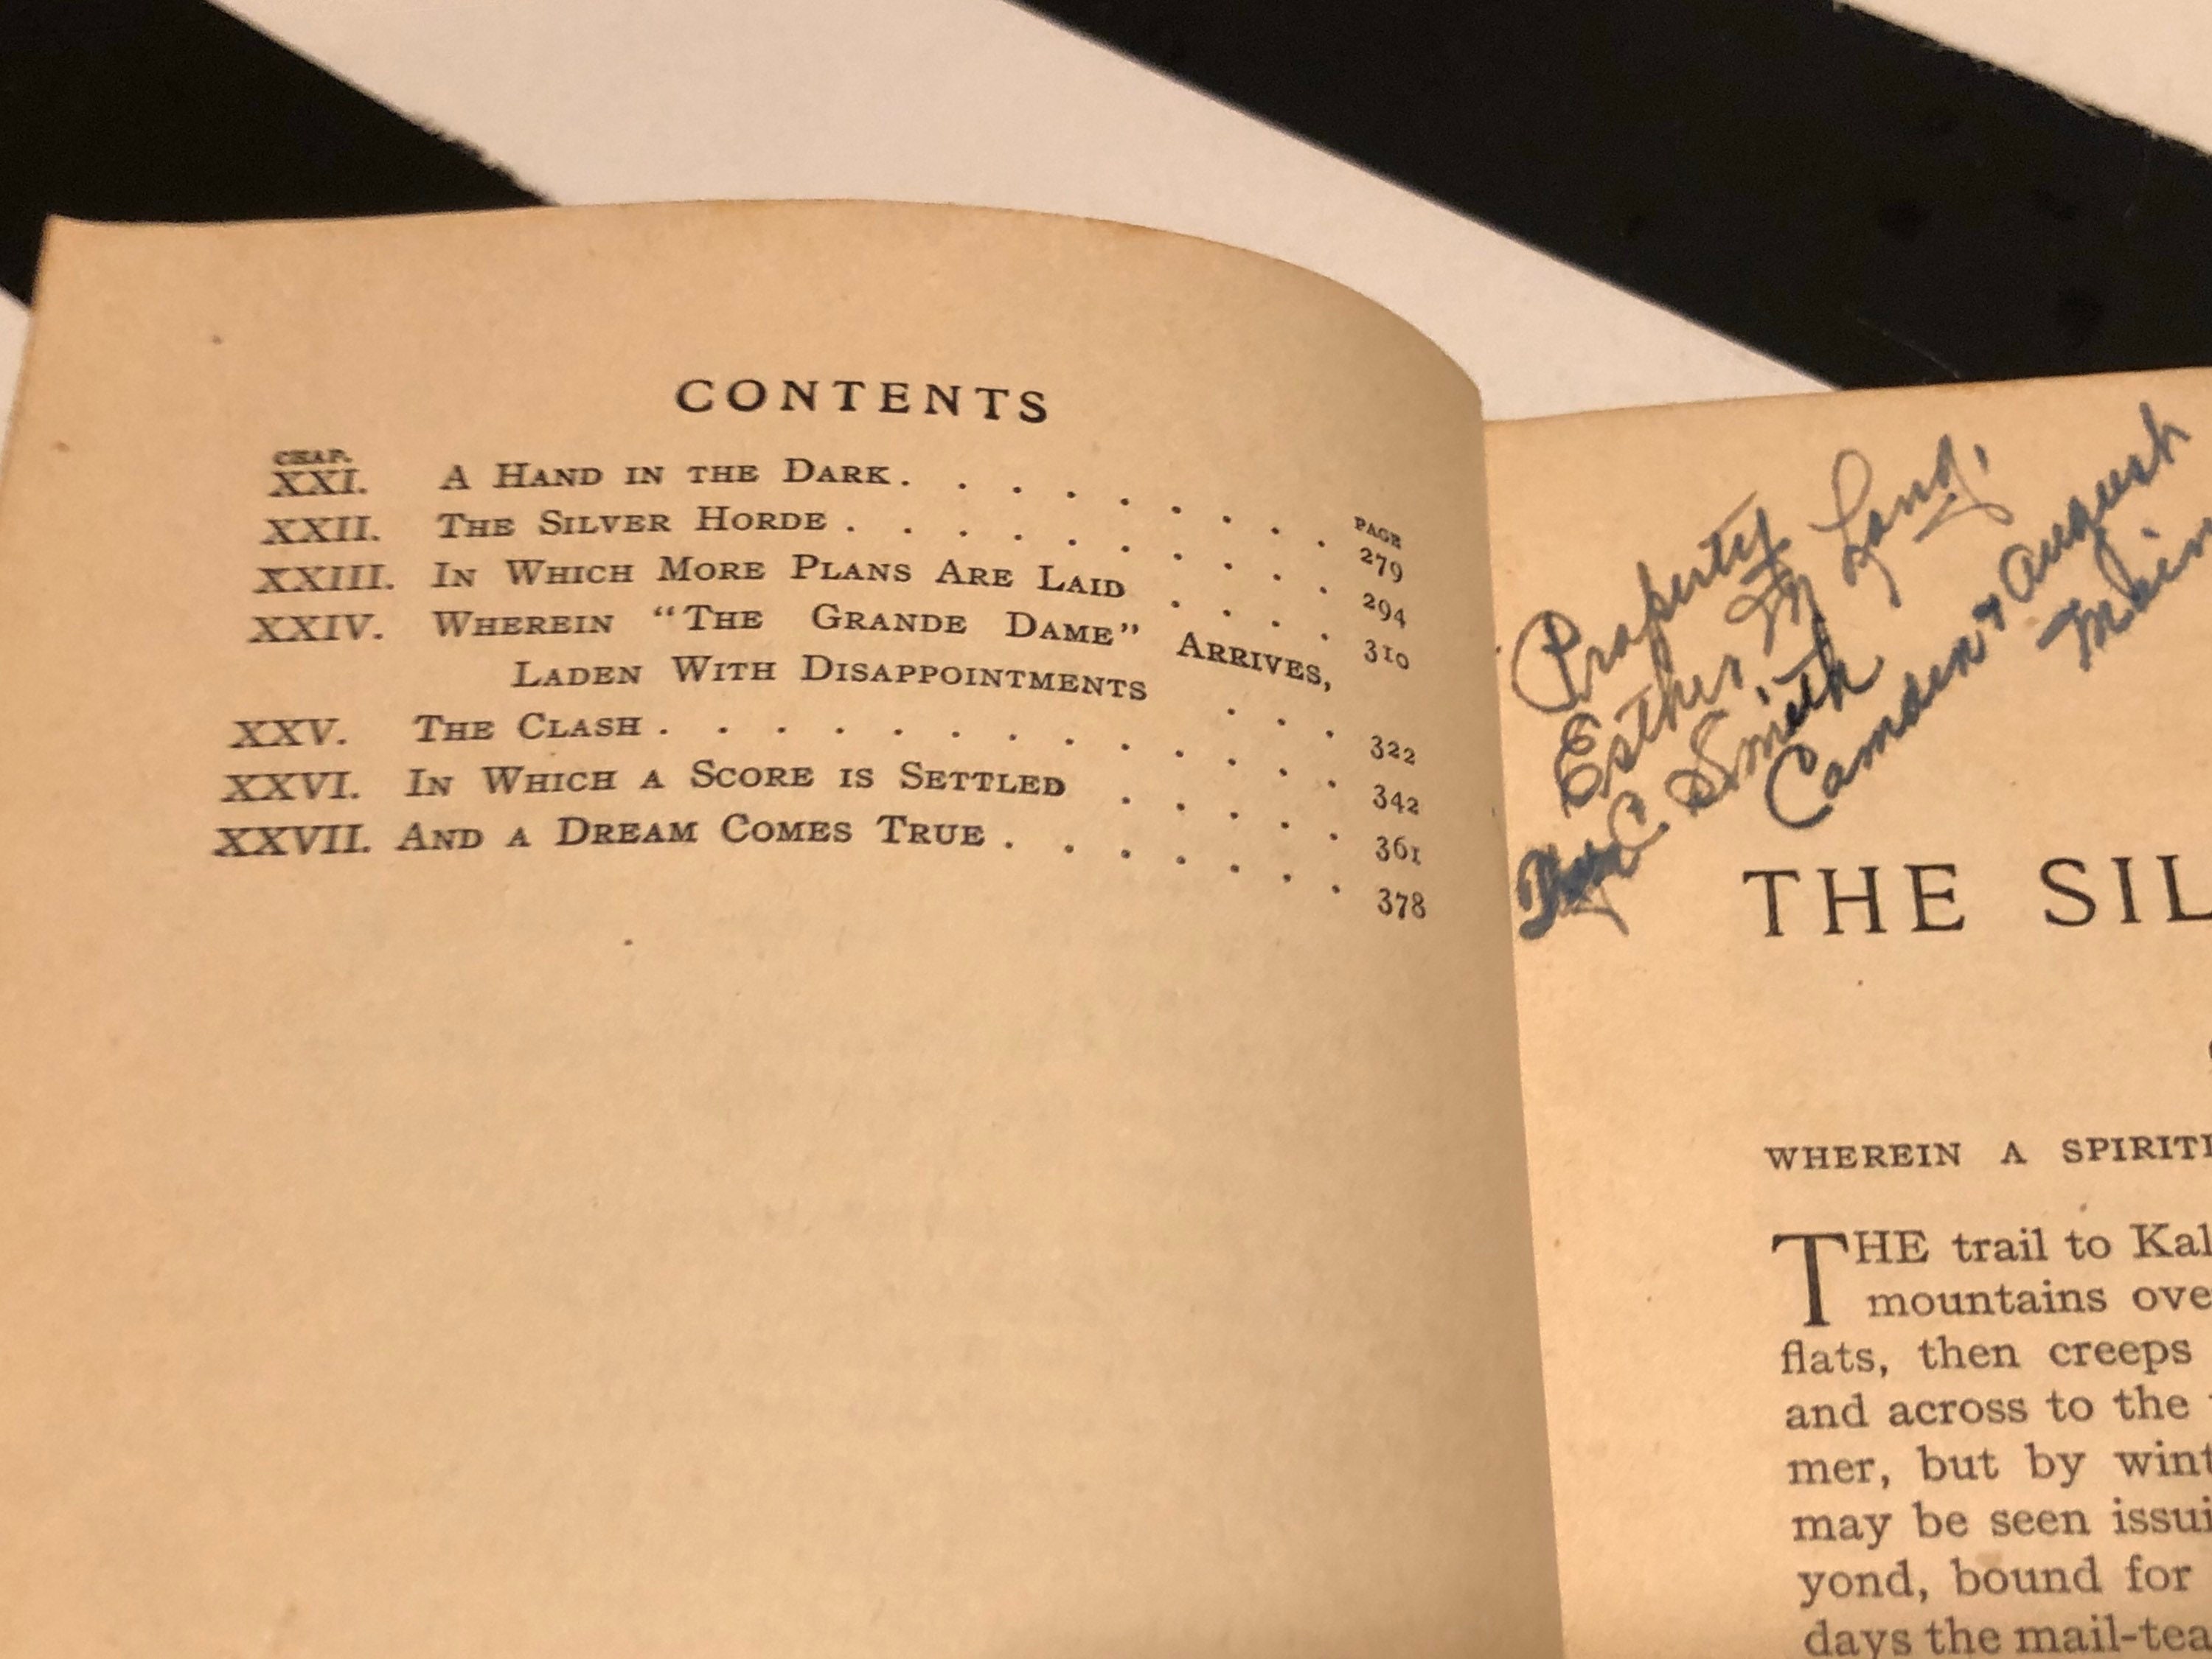 CONTENTS
CHAP.
PAGE
XXI. A HAND IN THE DARK . . . . . . . . . 279
XXII. THE SILVER HORDE . . . . . . . . . . 294
XXIII. IN WHICH MORE PLANS ARE LAID . . . . 310
XXIV. WHEREIN "THE GRANDE DAME" ARRIVES,
LADEN WITH DISAPPOINTMENTS . . . 322
XXV. THE CLASH . . . . . . . . . . . . 342
XXVI. IN WHICH A SCORE IS SETTLED . . . . . 361
XXVII. AND A DREAM COMES TRUE . . . . . . . 378
Property
Esther M Lang.
C Smith
Camden & August
Mein
THE SIL
WHEREIN A SPIRITI
THE trail to Kal
mountains ove
flats, then creeps
and across to the
mer, but by wint
may be seen issui
yond, bound for
days the mail-tea